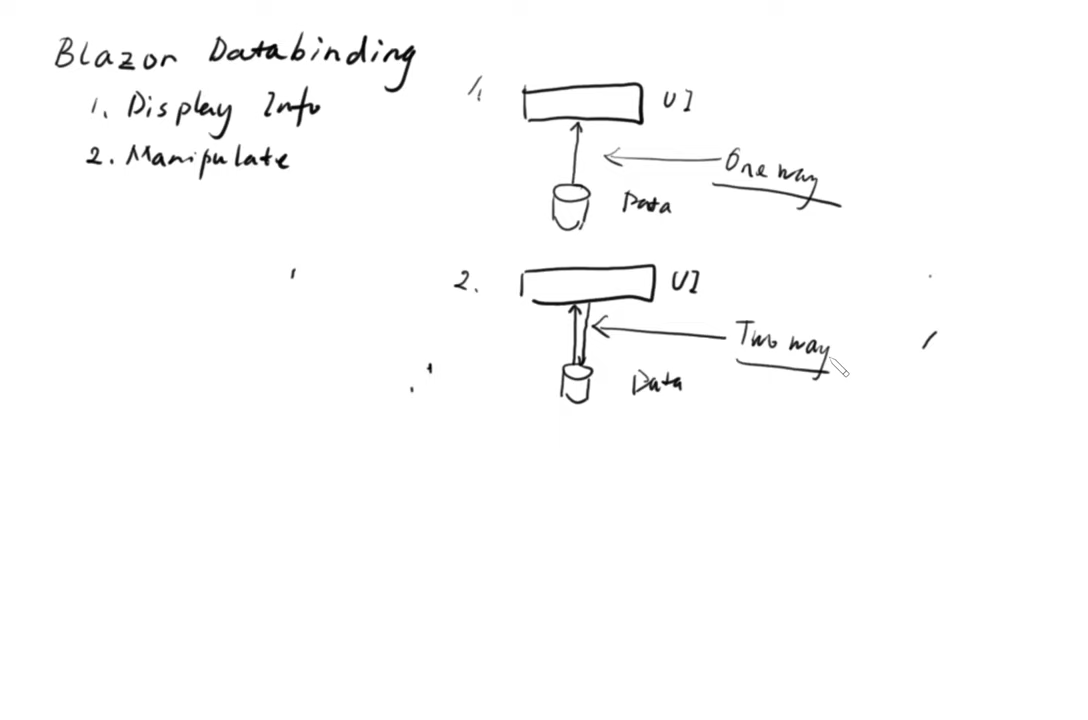 Blazor Databinding
1. Display Info
2. Manipulate
1.
UI
One way
Data
2.
UI
Two way
Data